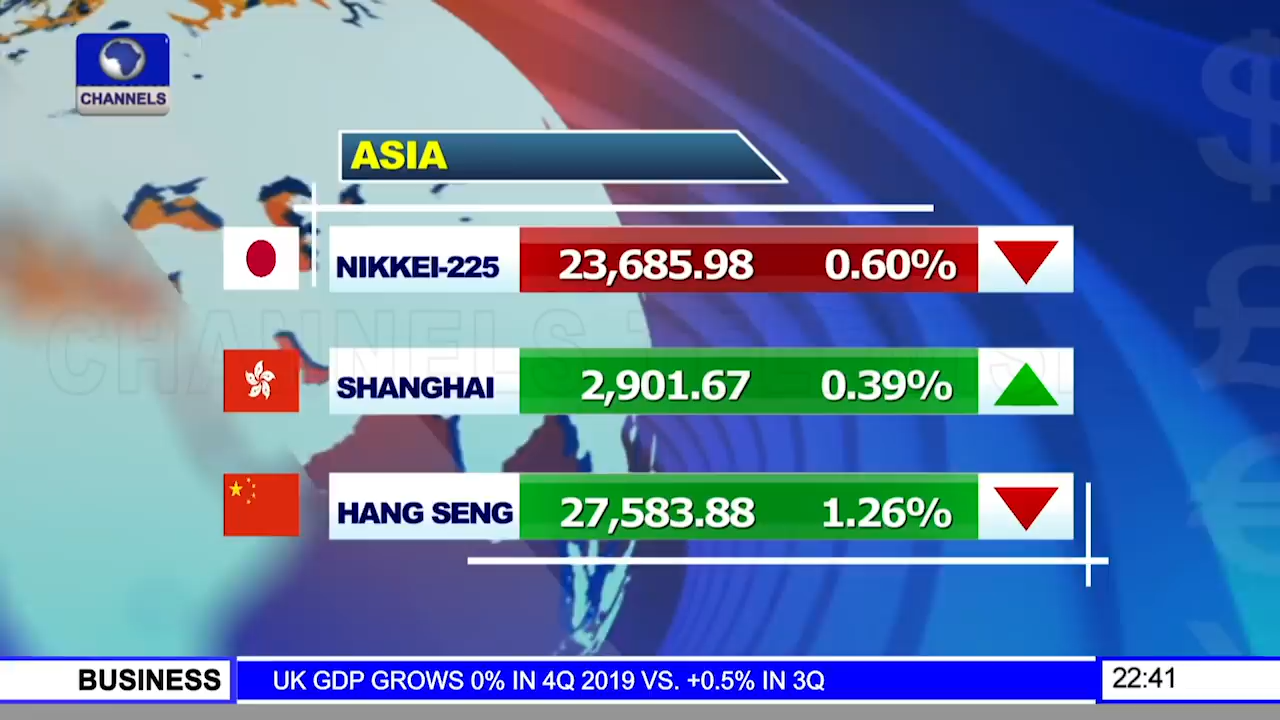 CHANNELS
ASIA
NIKKEI-225 23,685.98 0.60%
SHANGHAI 2,901.67 0.39%
HANG SENG 27,583.88 1.26%
BUSINESS UK GDP GROWS 0% IN 4Q 2019 VS. +0.5% IN 3Q 22:41